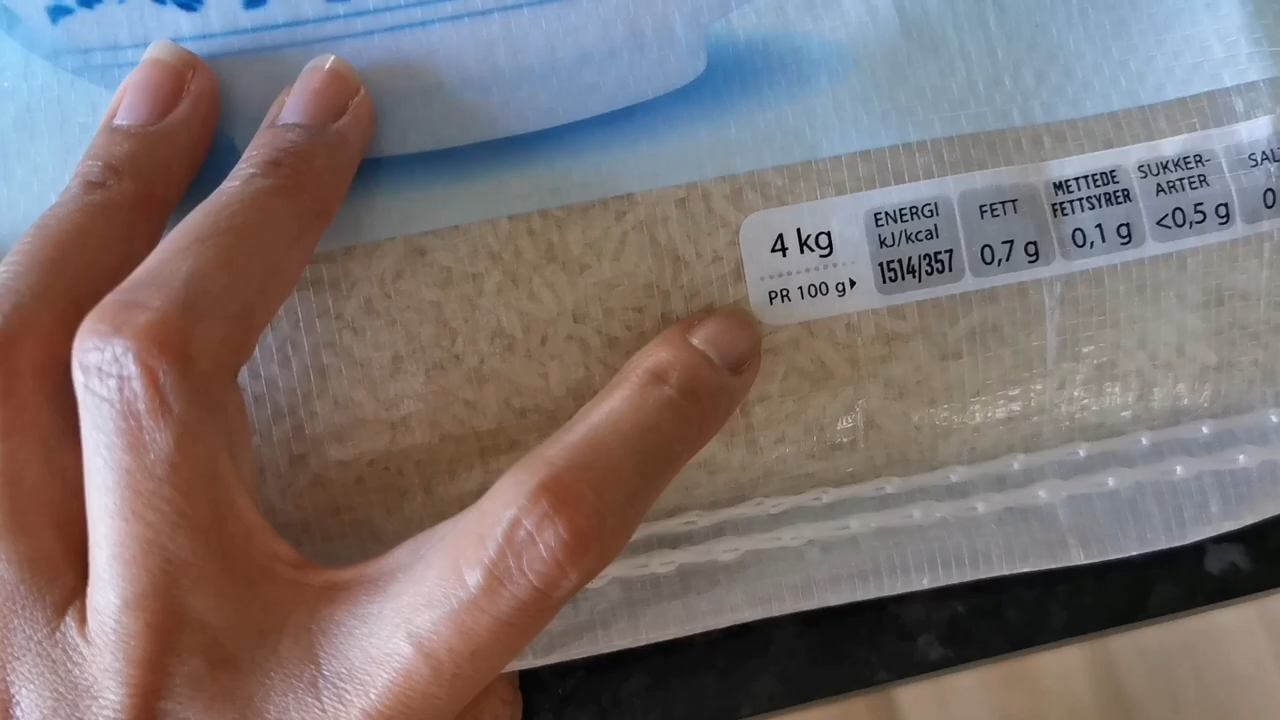 4 kg
PR 100 g
ENERGI
kJ/kcal
1514/357
FETT
0,7 g
METTEDE
FETTSYRER
0,1 g
SUKKER-
ARTER
<0,5 g